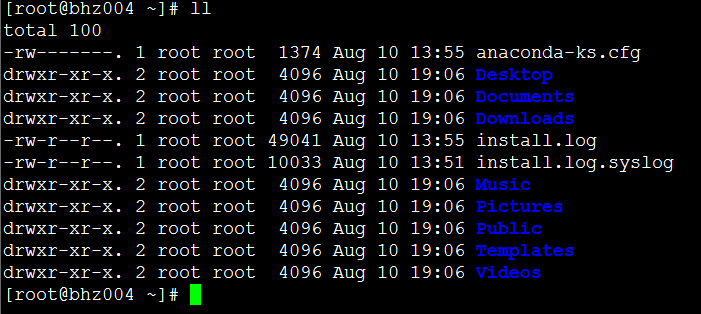 [root@bhz004 ~]# ll
total 100
-rw-------. 1 root root  1374 Aug 10 13:55 anaconda-ks.cfg
drwxr-xr-x. 2 root root  4096 Aug 10 19:06 Desktop
drwxr-xr-x. 2 root root  4096 Aug 10 19:06 Documents
drwxr-xr-x. 2 root root  4096 Aug 10 19:06 Downloads
-rw-r--r--. 1 root root 49041 Aug 10 13:55 install.log
-rw-r--r--. 1 root root 10033 Aug 10 13:51 install.log.syslog
drwxr-xr-x. 2 root root  4096 Aug 10 19:06 Music
drwxr-xr-x. 2 root root  4096 Aug 10 19:06 Pictures
drwxr-xr-x. 2 root root  4096 Aug 10 19:06 Public
drwxr-xr-x. 2 root root  4096 Aug 10 19:06 Templates
drwxr-xr-x. 2 root root  4096 Aug 10 19:06 Videos
[root@bhz004 ~]#